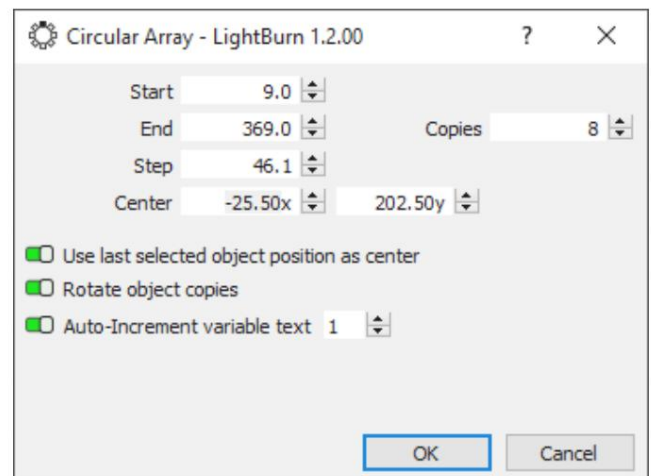 Circular Array - LightBurn 1.2.00 ?
Start 9.0
End 369.0 Copies 8
Step 46.1
Center -25.50x 202.50y
Use last selected object position as center
Rotate object copies
Auto-Increment variable text 1
OK Cancel